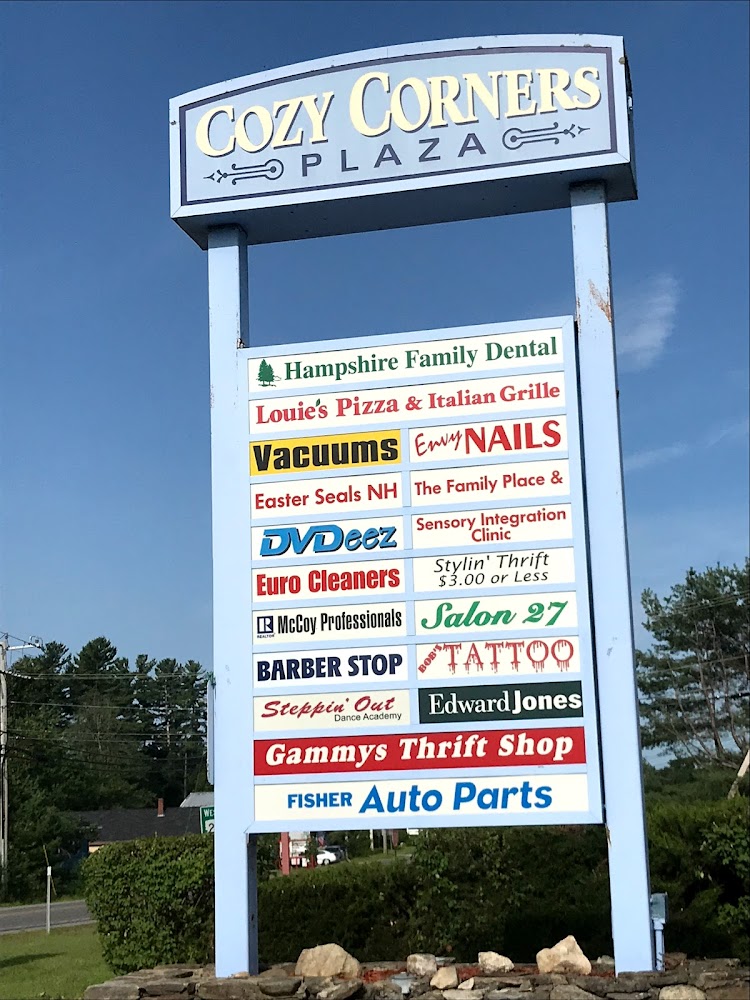 COZY CORNERS
PLAZA
Hampshire Family Dental
Louie's Pizza & Italian Grille
Vacuums
Envy NAILS
Easter Seals NH
The Family Place &
DVDeez
Sensory Integration
Clinic
Euro Cleaners
Stylin' Thrift
$3.00 or Less
REALTOR
McCoy Professionals
Salon 27
BARBER STOP
BOB'S TATTOO
Steppin' Out
Dance Academy
Edward Jones
Gammys Thrift Shop
FISHER Auto Parts